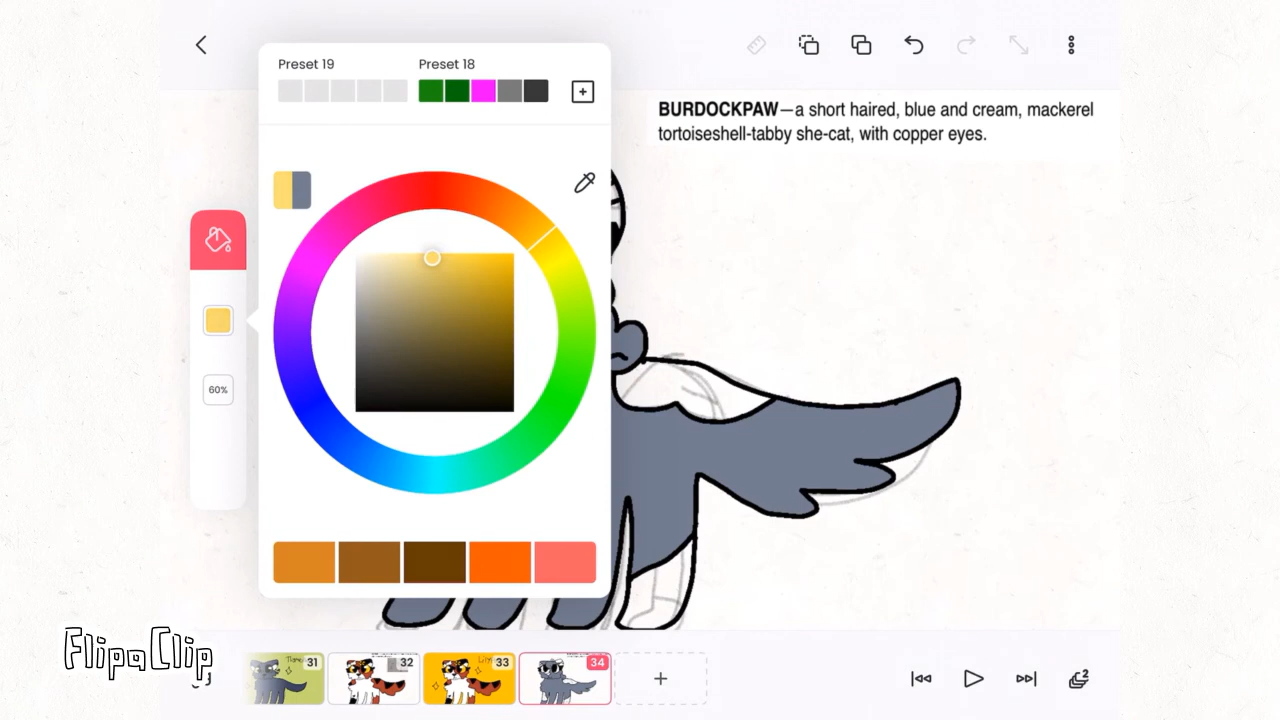 Preset 19
Preset 18
BURDOCKPAW—a short haired, blue and cream, mackerel
tortoiseshell-tabby she-cat, with copper eyes.
60%
FlipaClip
31
32
33
34
2